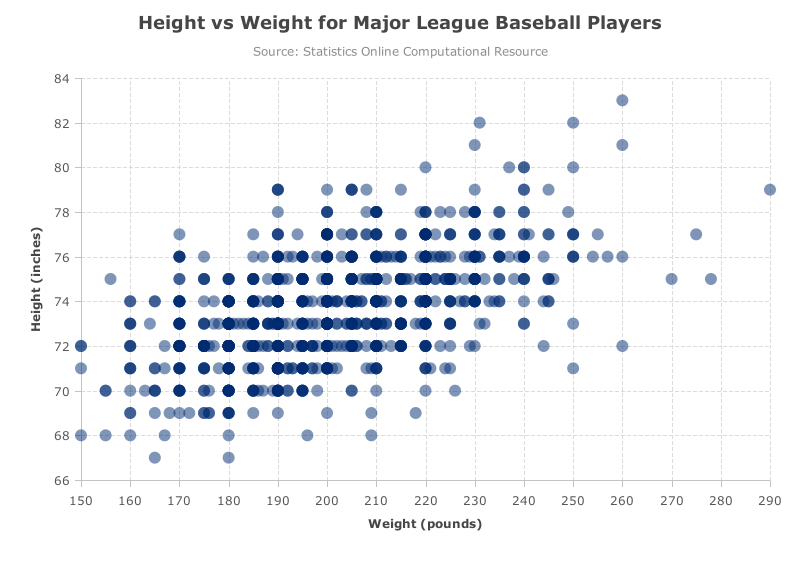 Height vs Weight for Major League Baseball Players
Source: Statistics Online Computational Resource
84
82
80
78
76
74
72
70
68
66
Height (inches)
150 160 170 180 190 200 210 220 230 240 250 260 270 275 280 290
Weight (pounds)